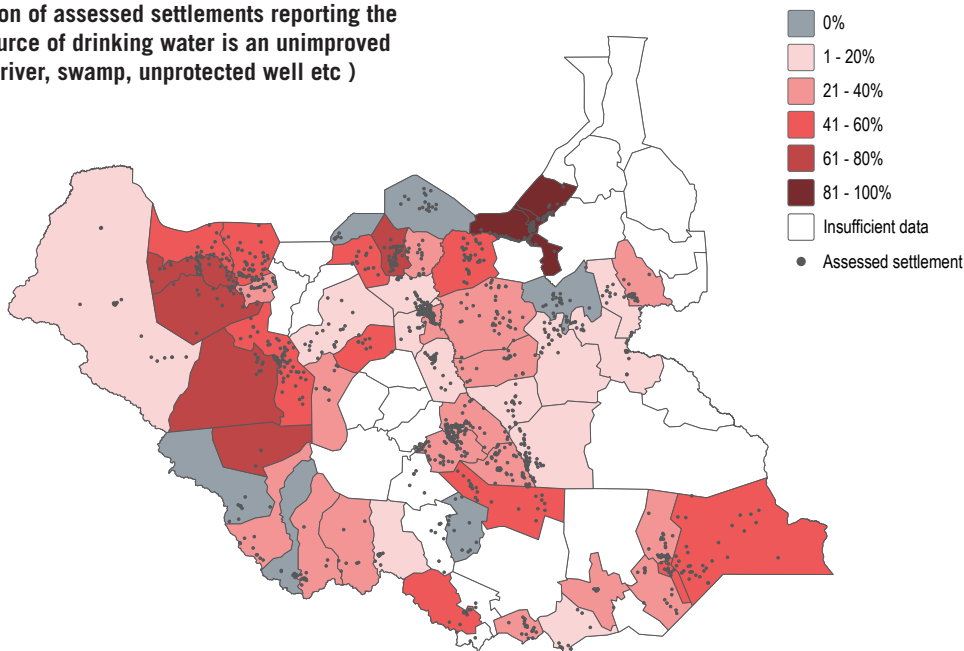 on of assessed settlements reporting the
urce of drinking water is an unimproved
river, swamp, unprotected well etc )
0%
1 - 20%
21 - 40%
41 - 60%
61 - 80%
81 - 100%
Insufficient data
Assessed settlement